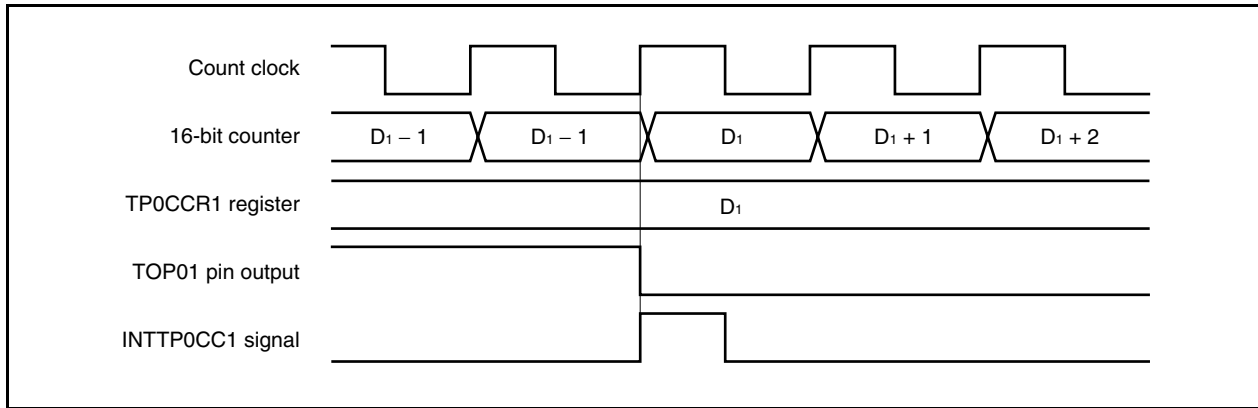 Count clock
16-bit counter D₁ − 1 D₁ − 1 D₁ D₁ + 1 D₁ + 2
TP0CCR1 register D₁
TOP01 pin output
INTTP0CC1 signal